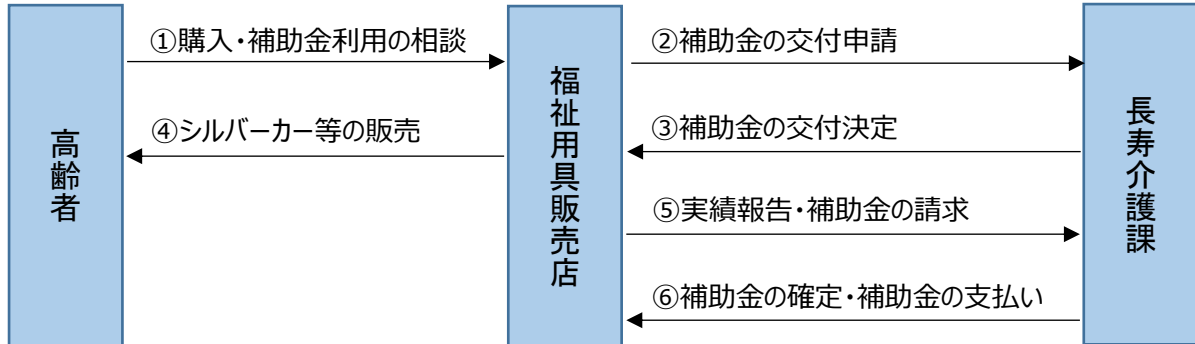 高齢者
①購入・補助金利用の相談
④シルバーカー等の販売
福祉用具販売店
②補助金の交付申請
③補助金の交付決定
⑤実績報告・補助金の請求
⑥補助金の確定・補助金の支払い
長寿介護課